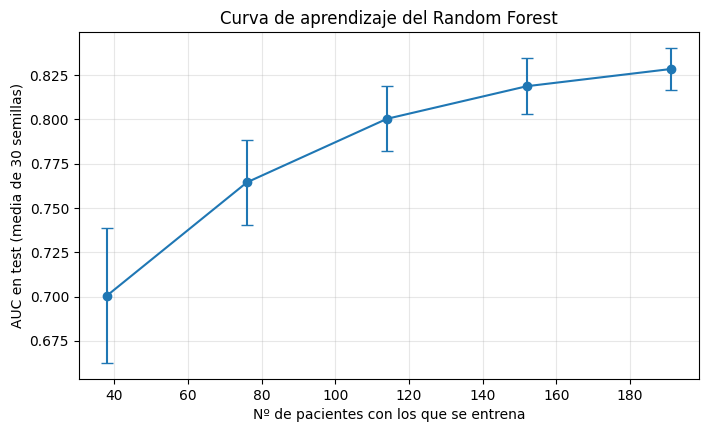 Curva de aprendizaje del Random Forest
AUC en test (media de 30 semillas)
0.825
0.800
0.775
0.750
0.725
0.700
0.675
40 60 80 100 120 140 160 180
Nº de pacientes con los que se entrena